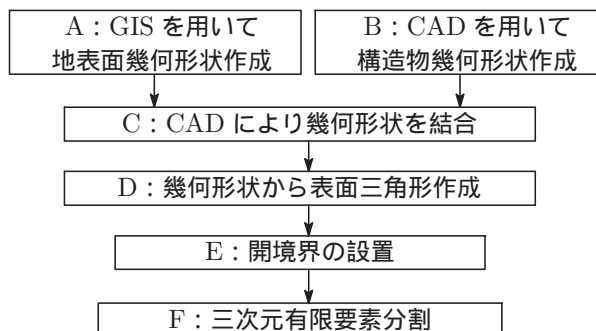 A：GIS を用いて
地表面幾何形状作成
B：CAD を用いて
構造物幾何形状作成
C：CAD により幾何形状を結合
D：幾何形状から表面三角形作成
E：開境界の設置
F：三次元有限要素分割